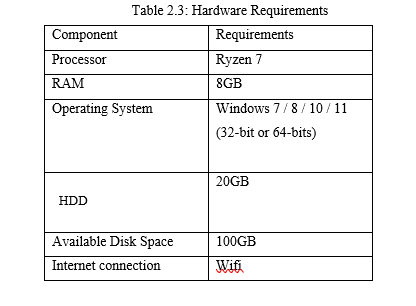 Table 2.3: Hardware Requirements
Component Requirements
Processor Ryzen 7
RAM 8GB
Operating System Windows 7 / 8 / 10 / 11
(32-bit or 64-bits)
20GB
HDD
Available Disk Space 100GB
Internet connection Wifi